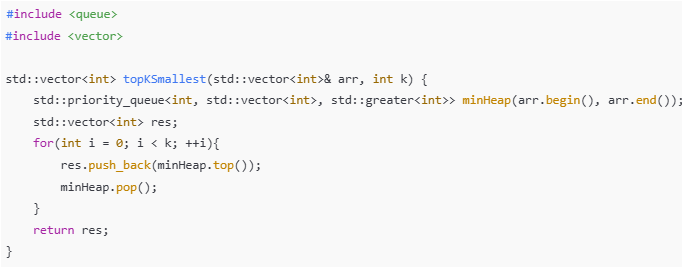 #include <queue>
#include <vector>
std::vector<int> topKSmallest(std::vector<int>& arr, int k) {
    std::priority_queue<int, std::vector<int>, std::greater<int>> minHeap(arr.begin(), arr.end());
    std::vector<int> res;
    for(int i = 0; i < k; ++i){
        res.push_back(minHeap.top());
        minHeap.pop();
    }
    return res;
}